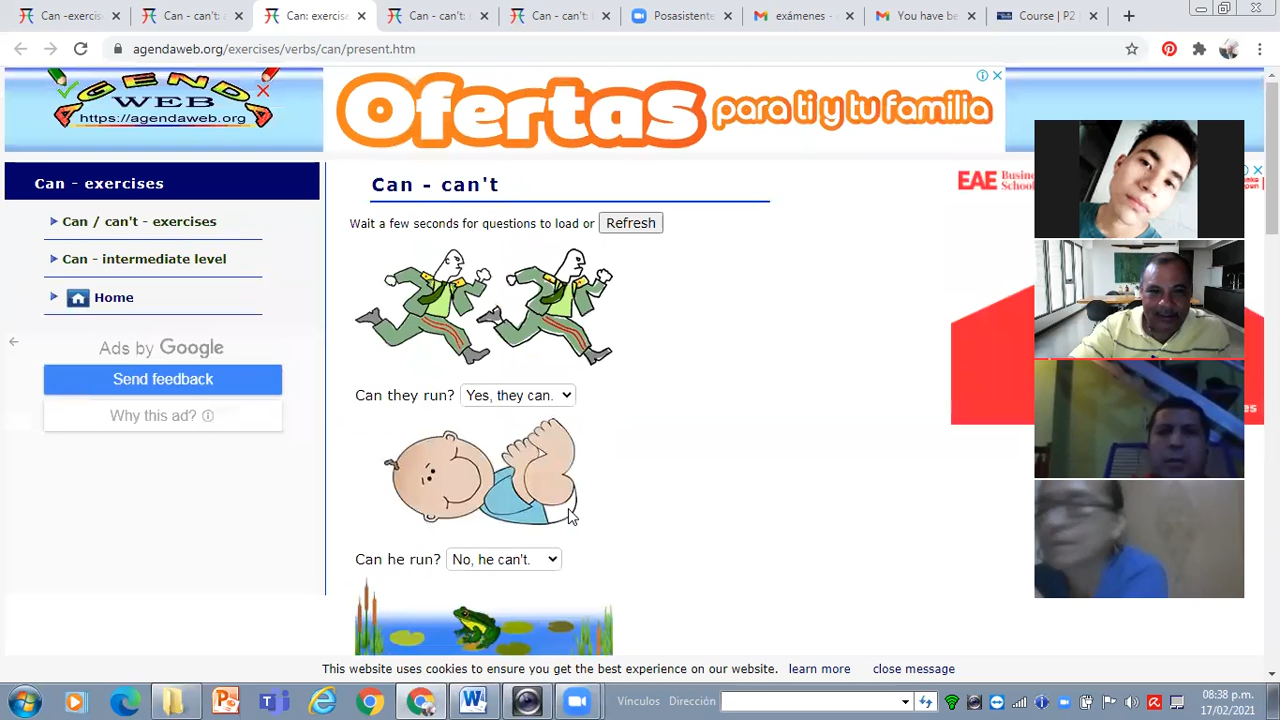 Can - exercis
Can - can't:
Can: exercise
Can - can't:
Can - can't:
Posasistente
exámenes -
You have be
Course | P2
agendaweb.org/exercises/verbs/can/present.htm
AGENDA
WEB
https://agendaweb.org
Ofertas para ti y tu familia
Can - exercises
Can / can't - exercises
Can - intermediate level
Home
Ads by Google
Send feedback
Why this ad?
Can - can't
Wait a few seconds for questions to load or Refresh
Can they run? Yes, they can.
Can he run? No, he can't.
EAE Busine
School
This website uses cookies to ensure you get the best experience on our website. learn more close message
Vínculos Dirección
08:38 p.m.
17/02/2021